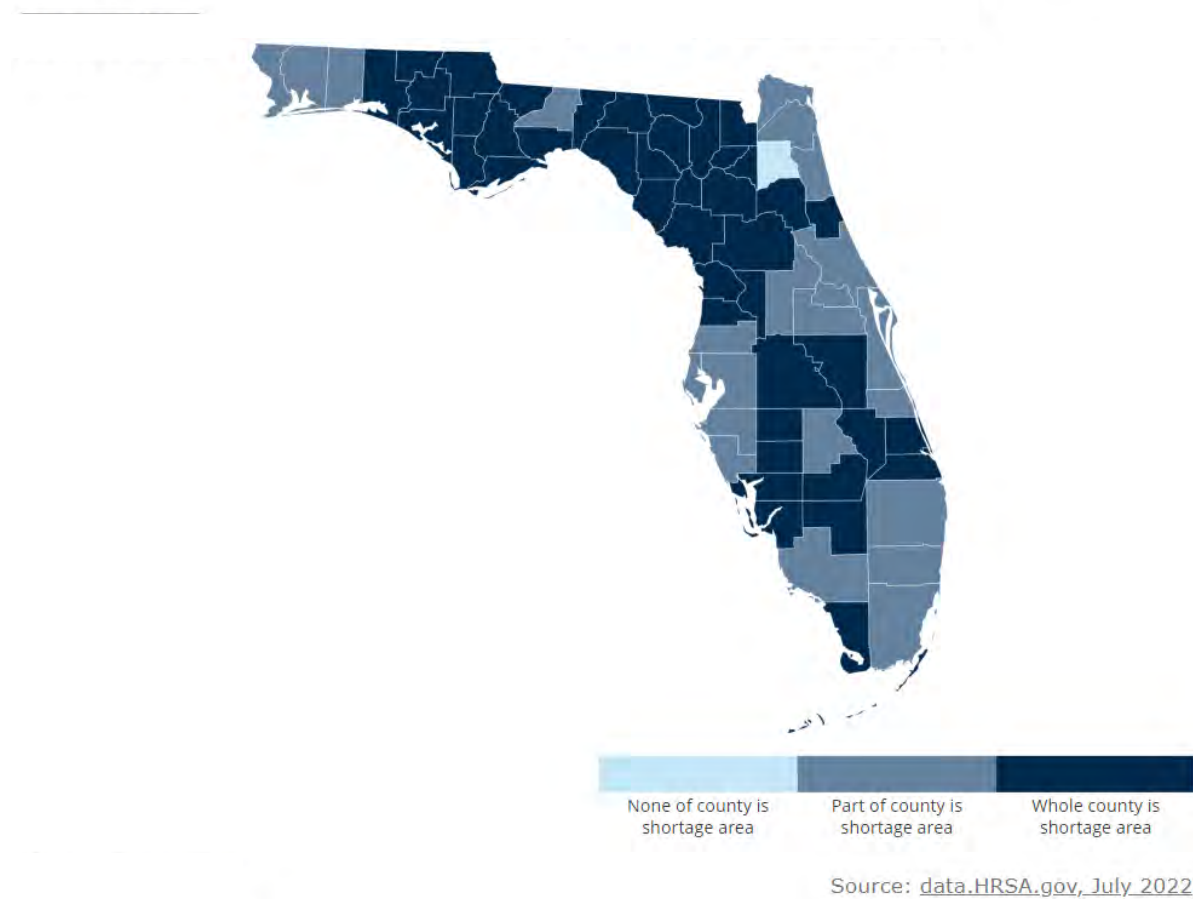 None of county is
shortage area
Part of county is
shortage area
Whole county is
shortage area
Source: data.HRSA.gov, July 2022